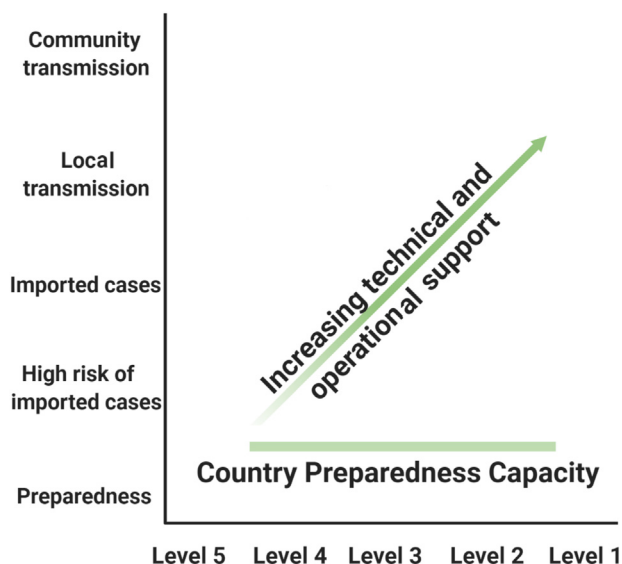 Community
transmission
Local
transmission
Imported cases
High risk of
imported cases
Preparedness
Increasing technical and
operational support
Country Preparedness Capacity
Level 5
Level 4
Level 3
Level 2
Level 1